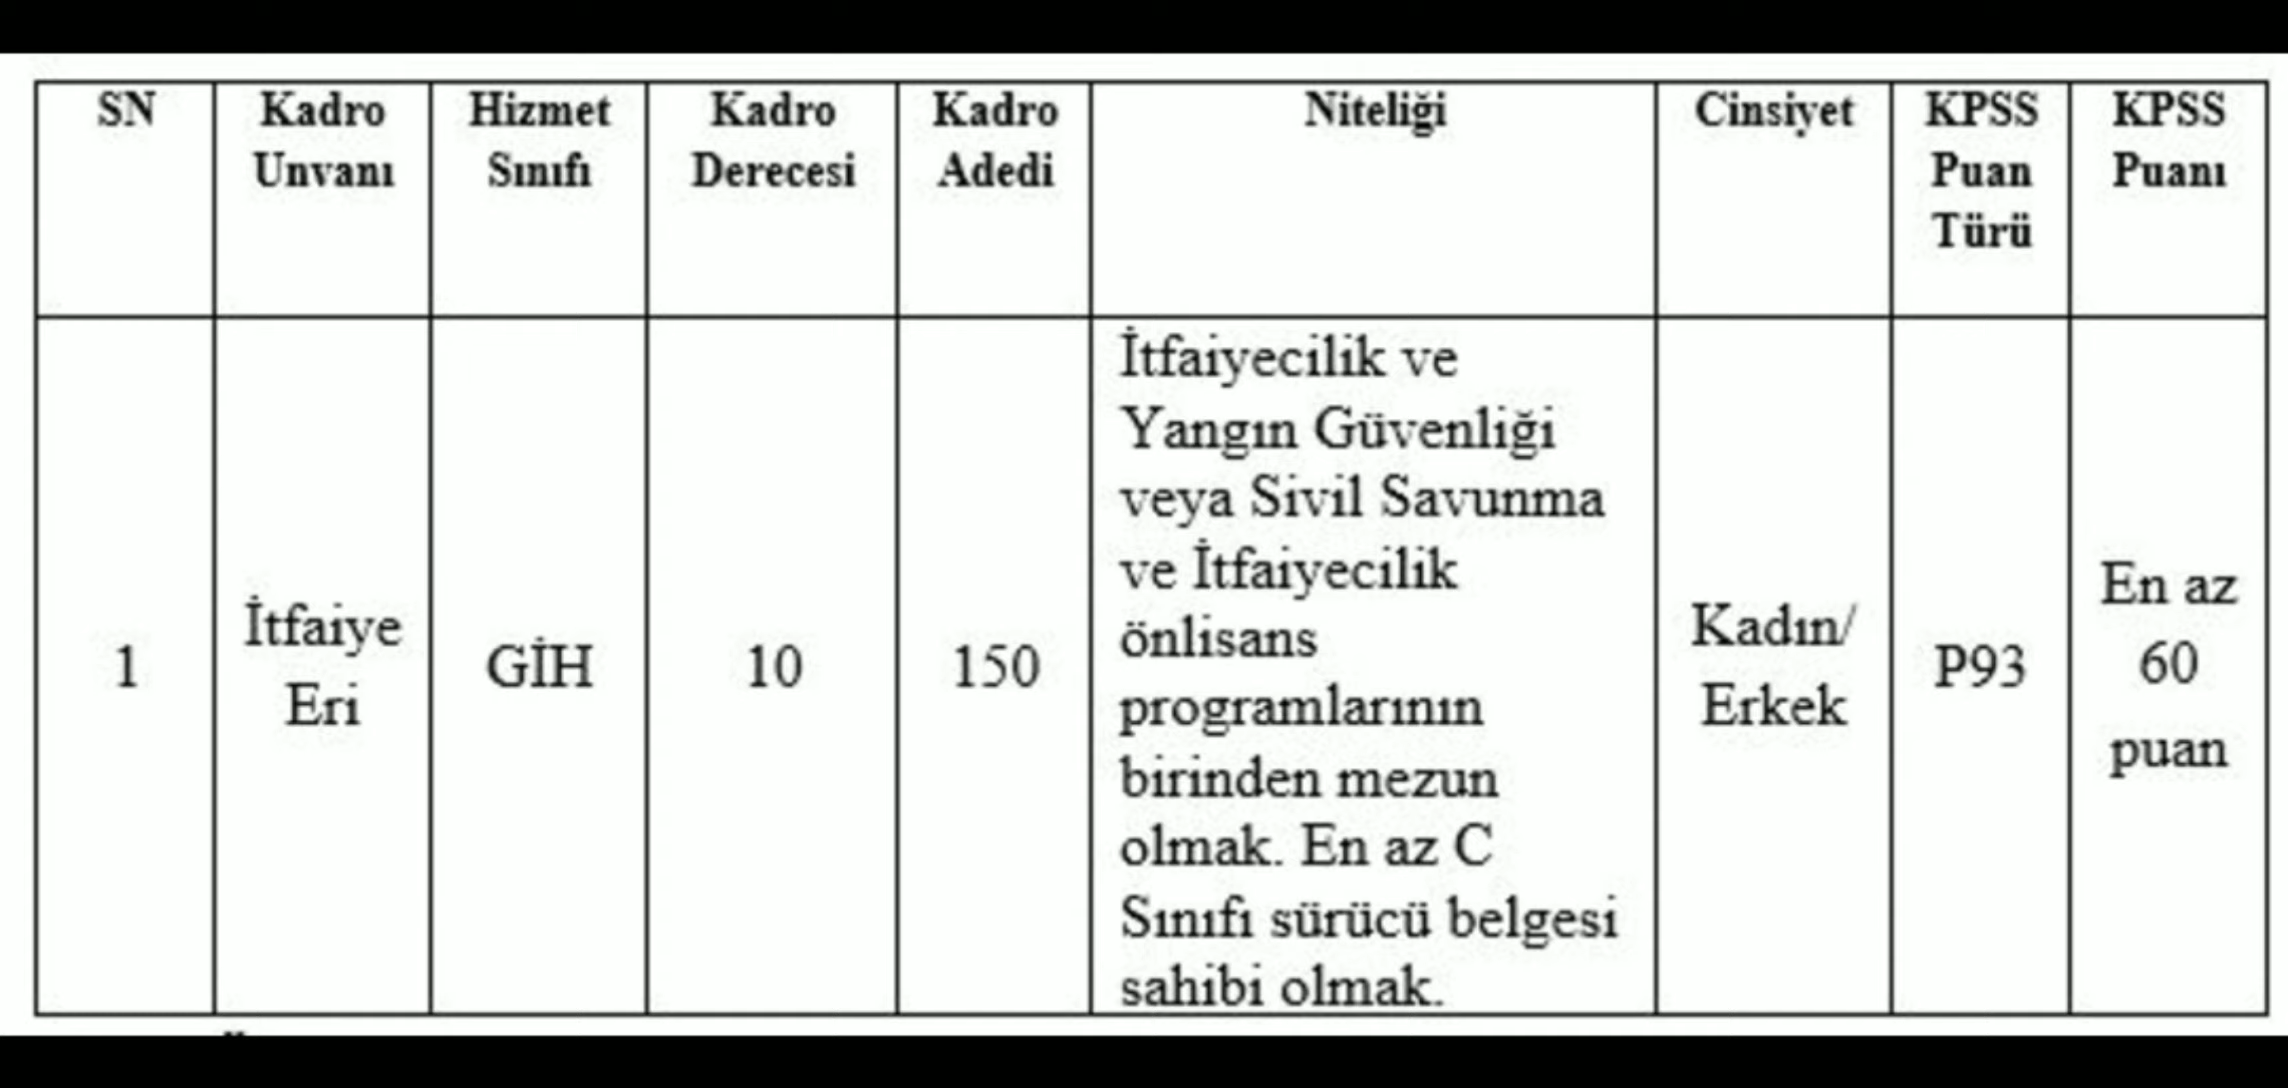 SN
Kadro
Unvanı
Hizmet
Sınıfı
Kadro
Derecesi
Kadro
Adedi
Niteliği
Cinsiyet
KPSS
Puan
Türü
KPSS
Puanı
1
İtfaiye
Eri
GİH
10
150
İtfaiyecilik ve
Yangın Güvenliği
veya Sivil Savunma
ve İtfaiyecilik
önlisans
programlarının
birinden mezun
olmak. En az C
Sınıfı sürücü belgesi
sahibi olmak.
Kadın/
Erkek
P93
En az
60
puan